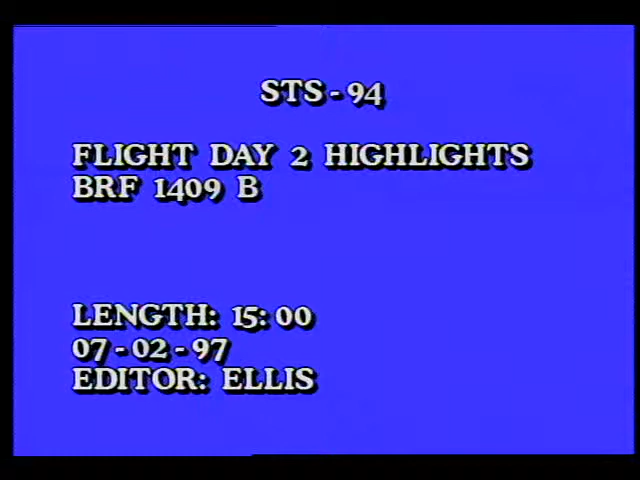 STS - 94
FLIGHT DAY 2 HIGHLIGHTS
BRF 1409 B
LENGTH: 15: 00
07 - 02 - 97
EDITOR: ELLIS